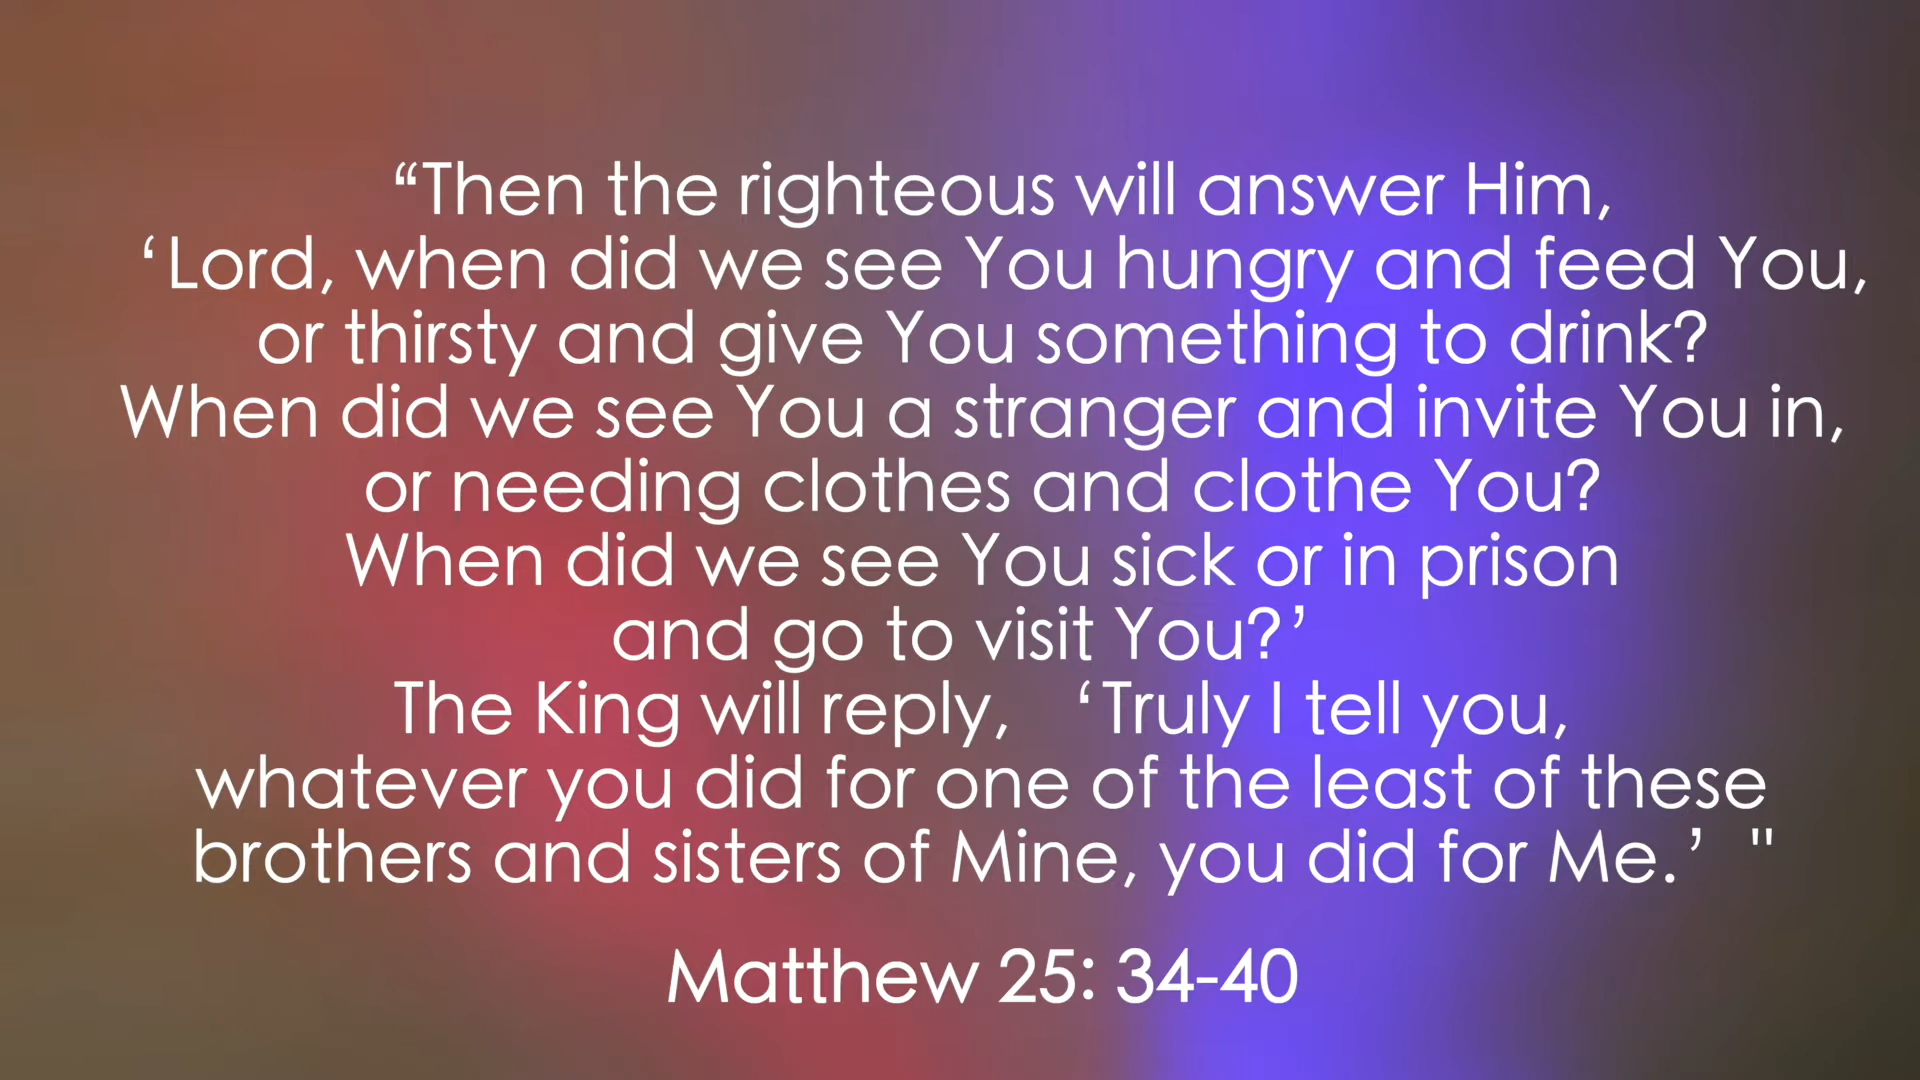 “Then the righteous will answer Him,
‘Lord, when did we see You hungry and feed You,
or thirsty and give You something to drink?
When did we see You a stranger and invite You in,
or needing clothes and clothe You?
When did we see You sick or in prison
and go to visit You?’
The King will reply, ‘Truly I tell you,
whatever you did for one of the least of these
brothers and sisters of Mine, you did for Me.’ "
Matthew 25: 34-40